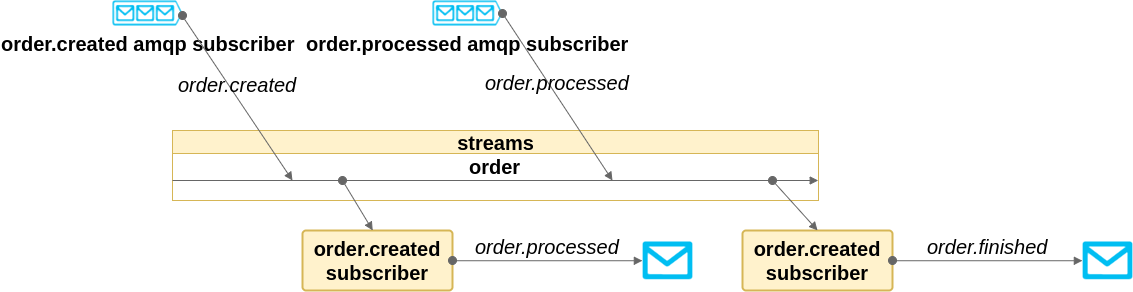 order.created amqp subscriber
order.processed amqp subscriber
order.created
order.processed
streams
order
order.created
subscriber
order.processed
order.created
subscriber
order.finished